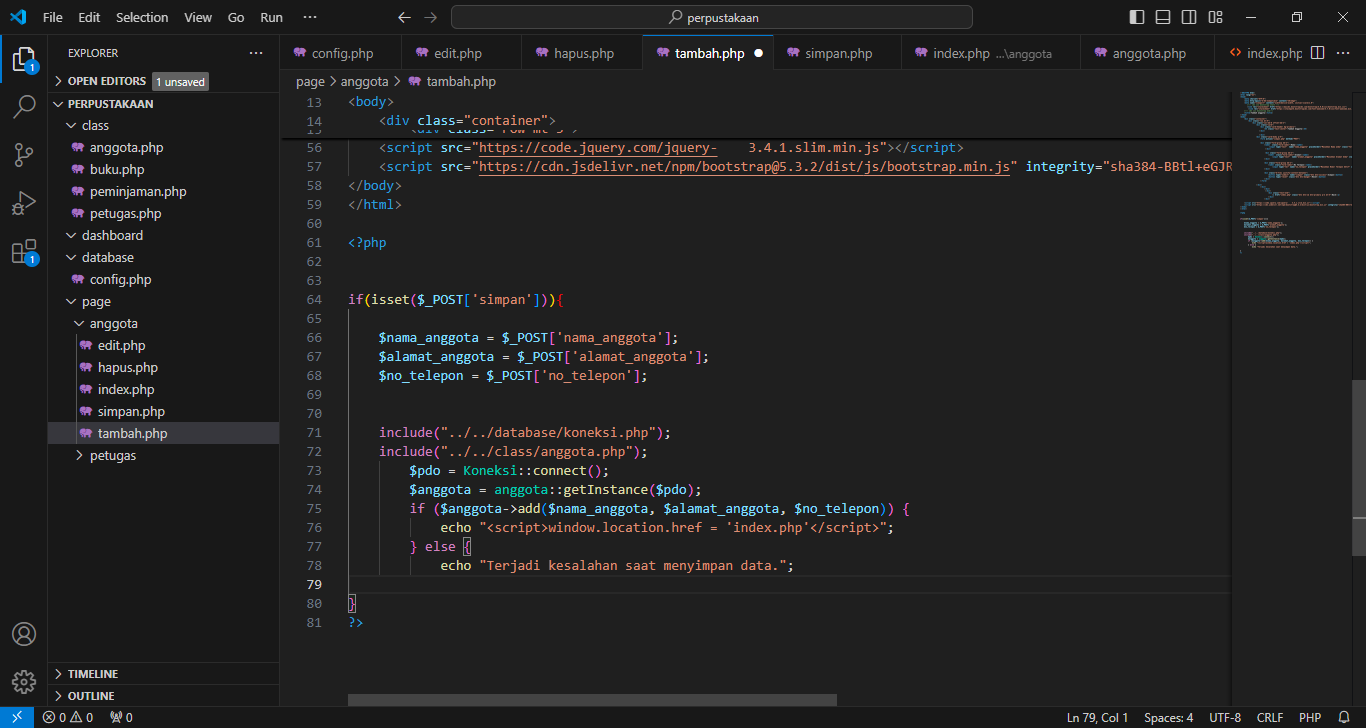 File Edit Selection View Go Run ··· perpustakaan
EXPLORER ···
OPEN EDITORS 1 unsaved
PERPUSTAKAAN
class
anggota.php
buku.php
peminjaman.php
petugas.php
dashboard
database
config.php
page
anggota
edit.php
hapus.php
index.php
simpan.php
tambah.php
petugas
TIMELINE
OUTLINE
1
1
config.php edit.php hapus.php tambah.php simpan.php index.php ...\anggota anggota.php index.php ···
page > anggota > tambah.php
13 <body>
14 <div class="container">
56 <script src="https://code.jquery.com/jquery- 3.4.1.slim.min.js"></script>
57 <script src="https://cdn.jsdelivr.net/npm/bootstrap@5.3.2/dist/js/bootstrap.min.js" integrity="sha384-BBtl+eGJR
58 </body>
59 </html>
60
61 <?php
62
63
64 if(isset($_POST['simpan'])){
65
66 $nama_anggota = $_POST['nama_anggota'];
67 $alamat_anggota = $_POST['alamat_anggota'];
68 $no_telepon = $_POST['no_telepon'];
69
70
71 include("../../database/koneksi.php");
72 include("../../class/anggota.php");
73 $pdo = Koneksi::connect();
74 $anggota = anggota::getInstance($pdo);
75 if ($anggota->add($nama_anggota, $alamat_anggota, $no_telepon)) {
76 echo "<script>window.location.href = 'index.php'</script>";
77 } else {
78 echo "Terjadi kesalahan saat menyimpan data.";
79
80 }
81 ?>
0 0 0 Ln 79, Col 1 Spaces: 4 UTF-8 CRLF PHP